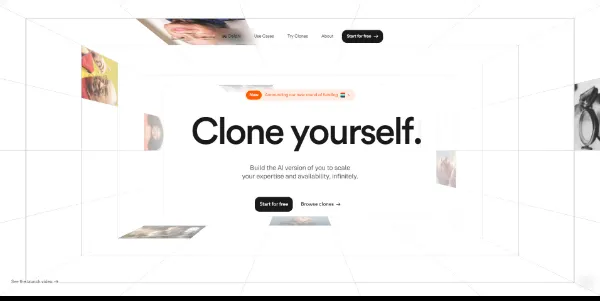 Use Cases
Try Clones
About
Start for free →
New
Announcing our new round of funding
Clone yourself.
Build the AI version of you to scale
your expertise and availability, infinitely.
Start for free
Browse clones →
See the launch video →